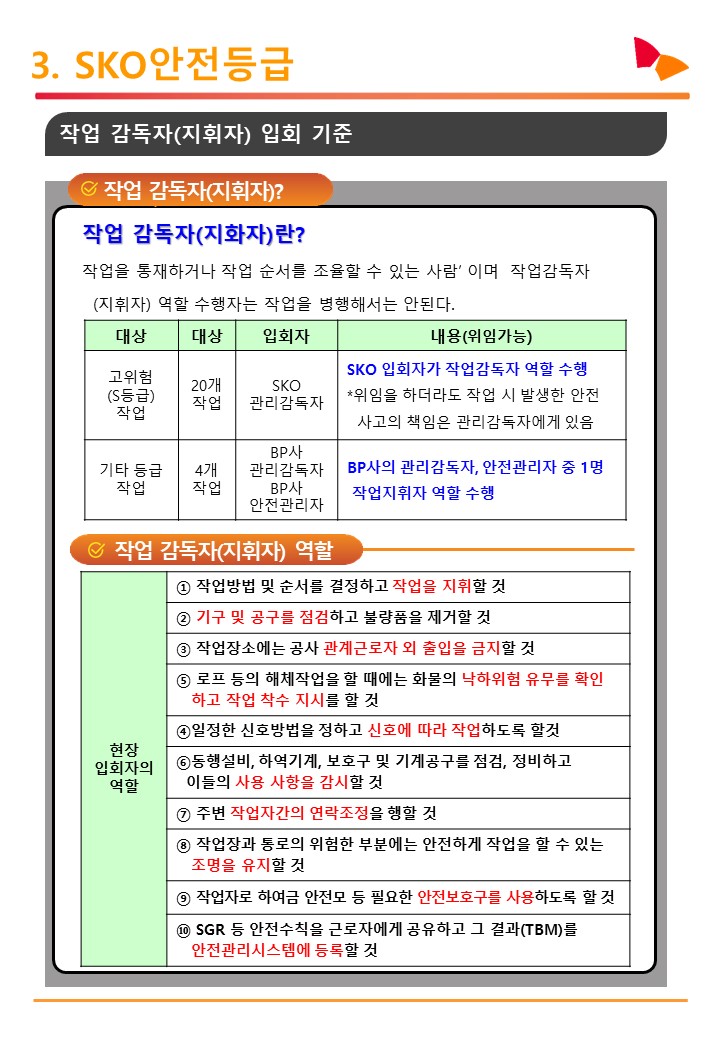 3. SKO안전등급
작업 감독자(지휘자) 입회 기준
작업 감독자(지휘자)?
작업 감독자(지화자)란?
작업을 통재하거나 작업 순서를 조율할 수 있는 사람’ 이며 작업감독자
(지휘자) 역할 수행자는 작업을 병행해서는 안된다.
대상 대상 입회자 내용(위임가능)
고위험
(S등급)
작업
20개
작업
SKO
관리감독자
SKO 입회자가 작업감독자 역할 수행
*위임을 하더라도 작업 시 발생한 안전
사고의 책임은 관리감독자에게 있음
기타 등급
작업
4개
작업
BP사
관리감독자
BP사
안전관리자
BP사의 관리감독자, 안전관리자 중 1명
작업지휘자 역할 수행
작업 감독자(지휘자) 역할
현장
입회자의
역할
① 작업방법 및 순서를 결정하고 작업을 지휘할 것
② 기구 및 공구를 점검하고 불량품을 제거할 것
③ 작업장소에는 공사 관계근로자 외 출입을 금지할 것
⑤ 로프 등의 해체작업을 할 때에는 화물의 낙하위험 유무를 확인
하고 작업 착수 지시를 할 것
④일정한 신호방법을 정하고 신호에 따라 작업하도록 할것
⑥동행설비, 하역기계, 보호구 및 기계공구를 점검, 정비하고
이들의 사용 사항을 감시할 것
⑦ 주변 작업자간의 연락조정을 행할 것
⑧ 작업장과 통로의 위험한 부분에는 안전하게 작업을 할 수 있는
조명을 유지할 것
⑨ 작업자로 하여금 안전모 등 필요한 안전보호구를 사용하도록 할 것
⑩ SGR 등 안전수칙을 근로자에게 공유하고 그 결과(TBM)를
안전관리시스템에 등록할 것